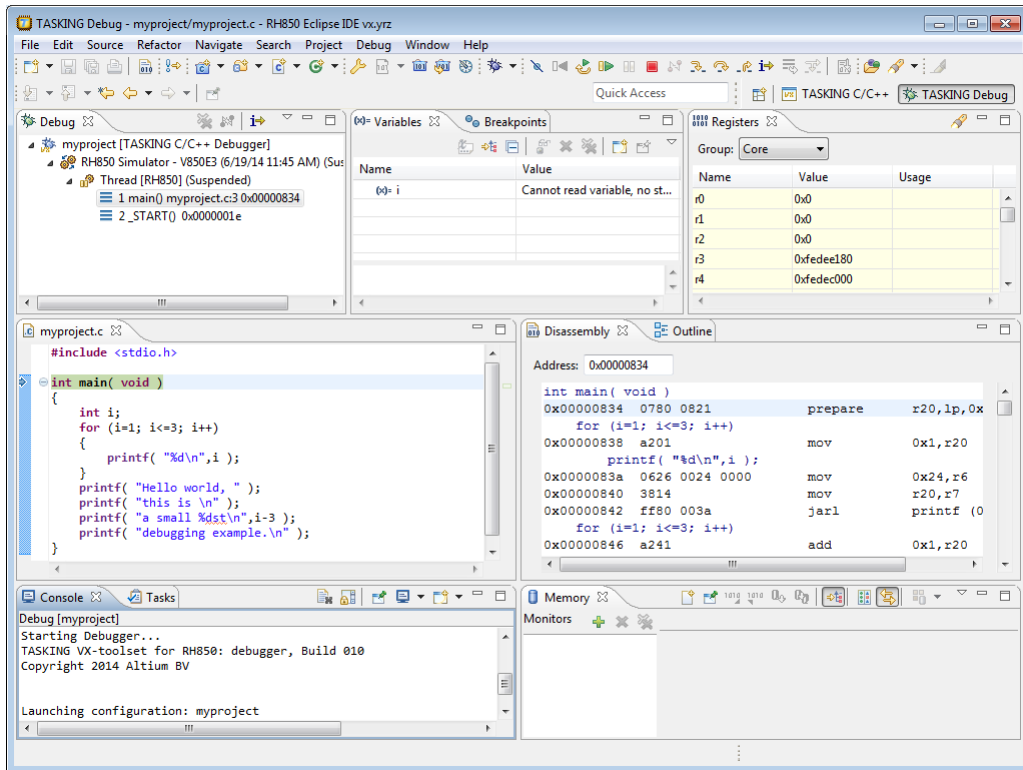 TASKING Debug - myproject/myproject.c - RH850 Eclipse IDE vx.yrz
File Edit Source Refactor Navigate Search Project Debug Window Help
Quick Access
TASKING C/C++
TASKING Debug
Debug
myproject [TASKING C/C++ Debugger]
RH850 Simulator - V850E3 (6/19/14 11:45 AM) (Sus
Thread [RH850] (Suspended)
1 main() myproject.c:3 0x00000834
2 _START() 0x0000001e
(x)= Variables
Breakpoints
Name Value
(x)= i Cannot read variable, no st...
Registers
Group: Core
Name Value Usage
r0 0x0
r1 0x0
r2 0x0
r3 0xfedee180
r4 0xfedec000
myproject.c
#include <stdio.h>
int main( void )
{
int i;
for (i=1; i<=3; i++)
{
printf( "%d\n",i );
}
printf( "Hello world, " );
printf( "this is \n" );
printf( "a small %dst\n",i-3 );
printf( "debugging example.\n" );
}
Disassembly
Outline
Address: 0x00000834
int main( void )
0x00000834 0780 0821 prepare r20,lp,0x
for (i=1; i<=3; i++)
0x00000838 a201 mov 0x1,r20
printf( "%d\n",i );
0x0000083a 0626 0024 0000 mov 0x24,r6
0x00000840 3814 mov r20,r7
0x00000842 ff80 003a jarl printf (0
for (i=1; i<=3; i++)
0x00000846 a241 add 0x1,r20
Console
Tasks
Debug [myproject]
Starting Debugger...
TASKING VX-toolset for RH850: debugger, Build 010
Copyright 2014 Altium BV
Launching configuration: myproject
Memory
Monitors